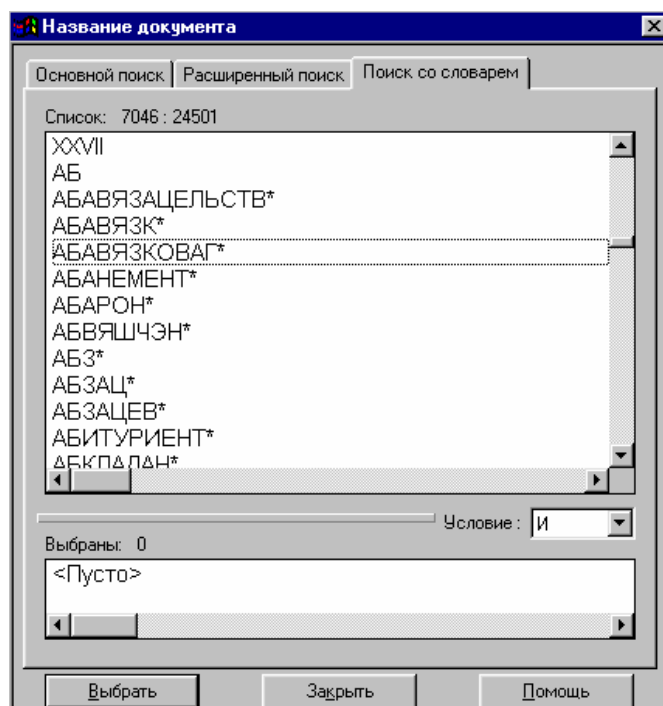 Название документа
Основной поиск Расширенный поиск Поиск со словарем
Список: 7046 : 24501
XXVII
АБ
АБАВЯЗАЦЕЛЬСТВ*
АБАВЯЗК*
АБАВЯЗКОВАГ*
АБАНЕМЕНТ*
АБАРОН*
АБВЯШЧЭН*
АБЗ*
АБЗАЦ*
АБЗАЦЕВ*
АБИТУРИЕНТ*
Условие : И
Выбраны: 0
<Пусто>
Выбрать Закрыть Помощь